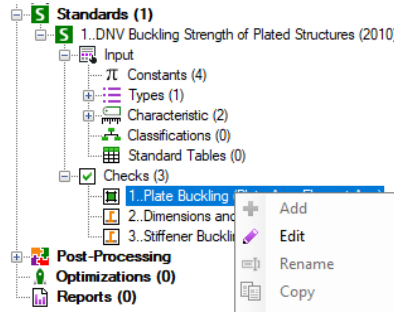 Standards (1)
1..DNV Buckling Strength of Plated Structures (2010)
Input
π Constants (4)
Types (1)
Characteristic (2)
Classifications (0)
Standard Tables (0)
Checks (3)
1..Plate Buckling
2..Dimensions and
3..Stiffener
Post-Processing
Optimizations (0)
Reports (0)
Add
Edit
Rename
Copy